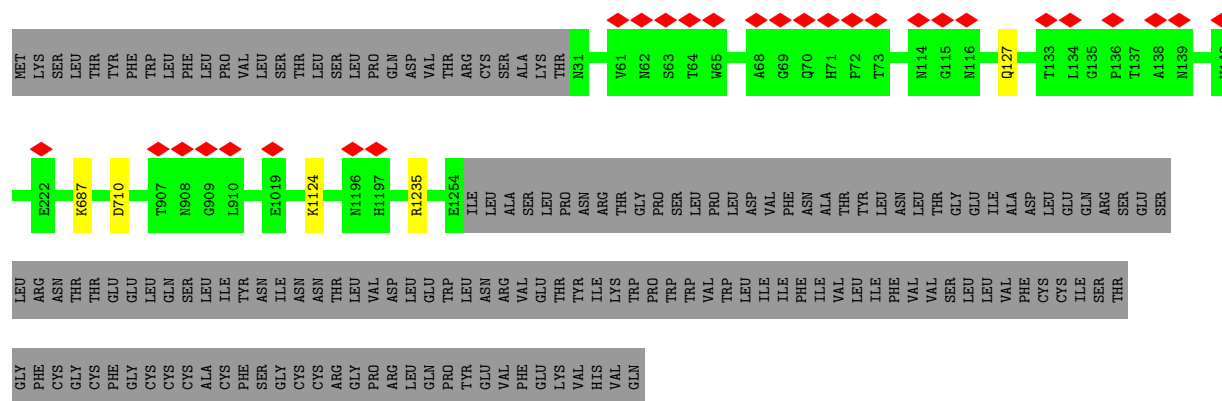 MET LYS SER LEU THR TYR PHE TRP LEU PHE LEU PRO VAL LEU SER THR LEU SER LEU PRO GLN ASP VAL THR ARG CYS SER ALA LYS THR N31 V61 N62 S63 T64 W65 A68 G69 Q70 H71 P72 T73 N114 G115 N116 Q127 T133 L134 G135 P136 T137 A138 N139
E222 K687 D710 T907 N908 G909 L910 E1019 K1124 N1196 H1197 R1235 E1254 ILE LEU ALA SER LEU PRO ASN ARG THR GLY PRO SER LEU PRO LEU ASP VAL PHE ASN ALA THR TYR LEU ASN LEU THR GLY GLU ILE ALA ASP LEU GLU GLN ARG SER GLU SER
LEU ARG ASN THR THR GLU GLU LEU GLN SER LEU ILE TYR ASN ILE ASN ASN THR LEU VAL ASP LEU GLU TRP LEU ASN ARG VAL GLU THR TYR ILE LYS TRP PRO TRP TRP VAL TRP LEU ILE ILE PHE ILE VAL LEU ILE PHE VAL VAL SER LEU LEU VAL PHE CYS CYS ILE SER THR
GLY PHE CYS GLY CYS PHE GLY CYS CYS CYS ALA CYS PHE SER GLY CYS CYS ARG GLY PRO ARG LEU GLN PRO TYR GLU VAL PHE GLU LYS VAL HIS VAL GLN